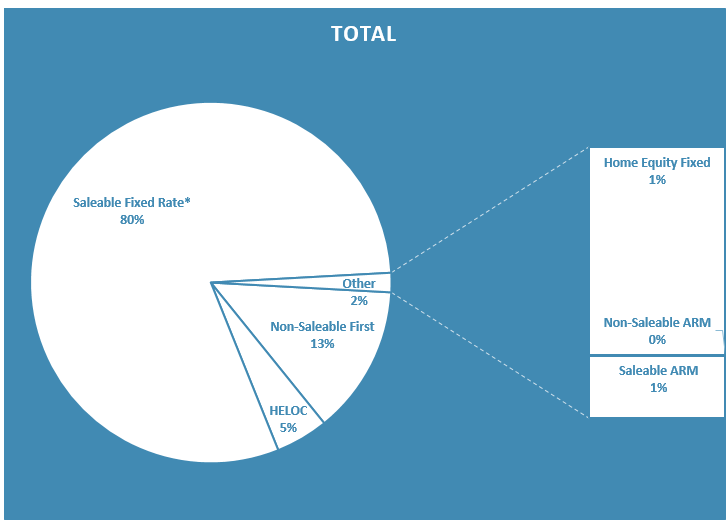 TOTAL
Saleable Fixed Rate*
80%
Other
2%
Non-Saleable First
13%
HELOC
5%
Home Equity Fixed
1%
Non-Saleable ARM
0%
Saleable ARM
1%